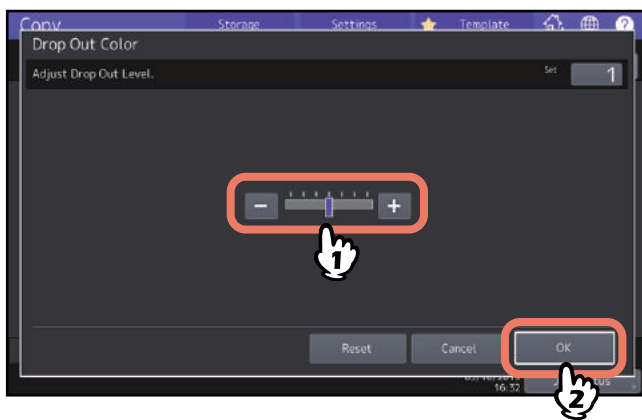 Copy Storage Settings Template ?
Drop Out Color
Adjust Drop Out Level.
Set 1
− +
1
Reset Cancel OK
16:32
2